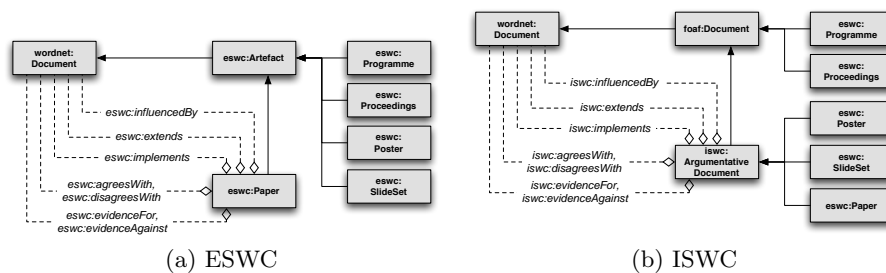 wordnet:
Document
eswc:Artefact
eswc:
Programme
eswc:
Proceedings
eswc:
Poster
eswc:
SlideSet
eswc:influencedBy
eswc:extends
eswc:implements
eswc:Paper
eswc:agreesWith,
eswc:disagreesWith
eswc:evidenceFor,
eswc:evidenceAgainst
(a) ESWC
wordnet:
Document
foaf:Document
eswc:
Programme
eswc:
Proceedings
iswc:influencedBy
iswc:extends
iswc:implements
eswc:
Poster
iswc:
Argumentative
Document
eswc:
SlideSet
eswc:Paper
iswc:agreesWith,
iswc:disagreesWith
iswc:evidenceFor,
iswc:evidenceAgainst
(b) ISWC